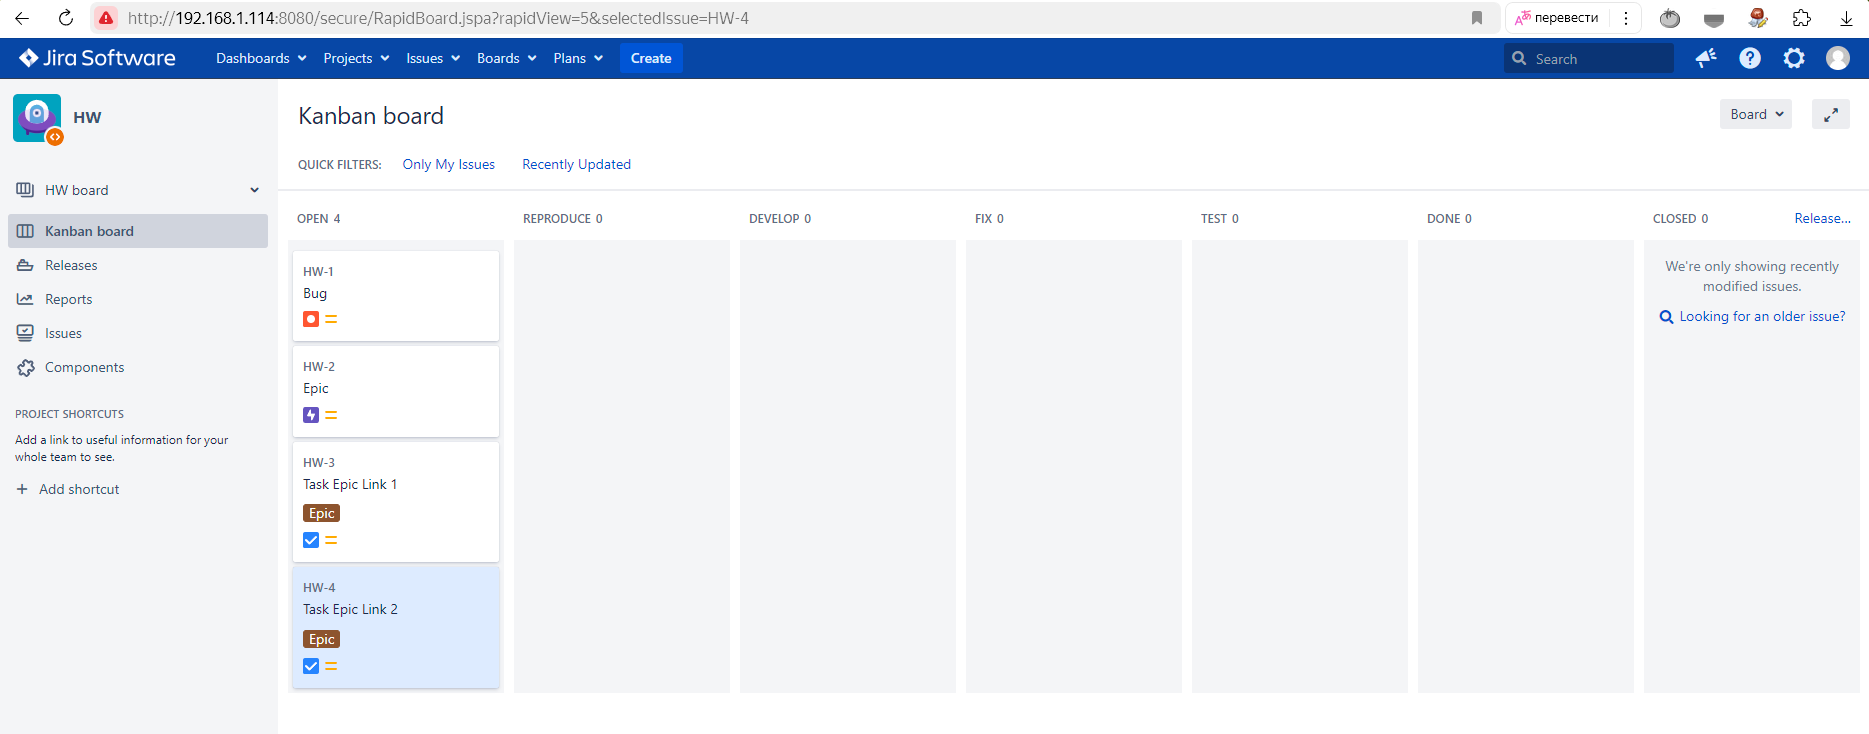 http://192.168.1.114:8080/secure/RapidBoard.jspa?rapidView=5&selectedIssue=HW-4
перевести
Jira Software
Dashboards
Projects
Issues
Boards
Plans
Create
Search
HW
HW board
Kanban board
Releases
Reports
Issues
Components
PROJECT SHORTCUTS
Add a link to useful information for your
whole team to see.
+ Add shortcut
Kanban board
Board
QUICK FILTERS:
Only My Issues
Recently Updated
OPEN 4
REPRODUCE 0
DEVELOP 0
FIX 0
TEST 0
DONE 0
CLOSED 0
Release...
HW-1
Bug
HW-2
Epic
HW-3
Task Epic Link 1
Epic
HW-4
Task Epic Link 2
Epic
We're only showing recently
modified issues.
Looking for an older issue?